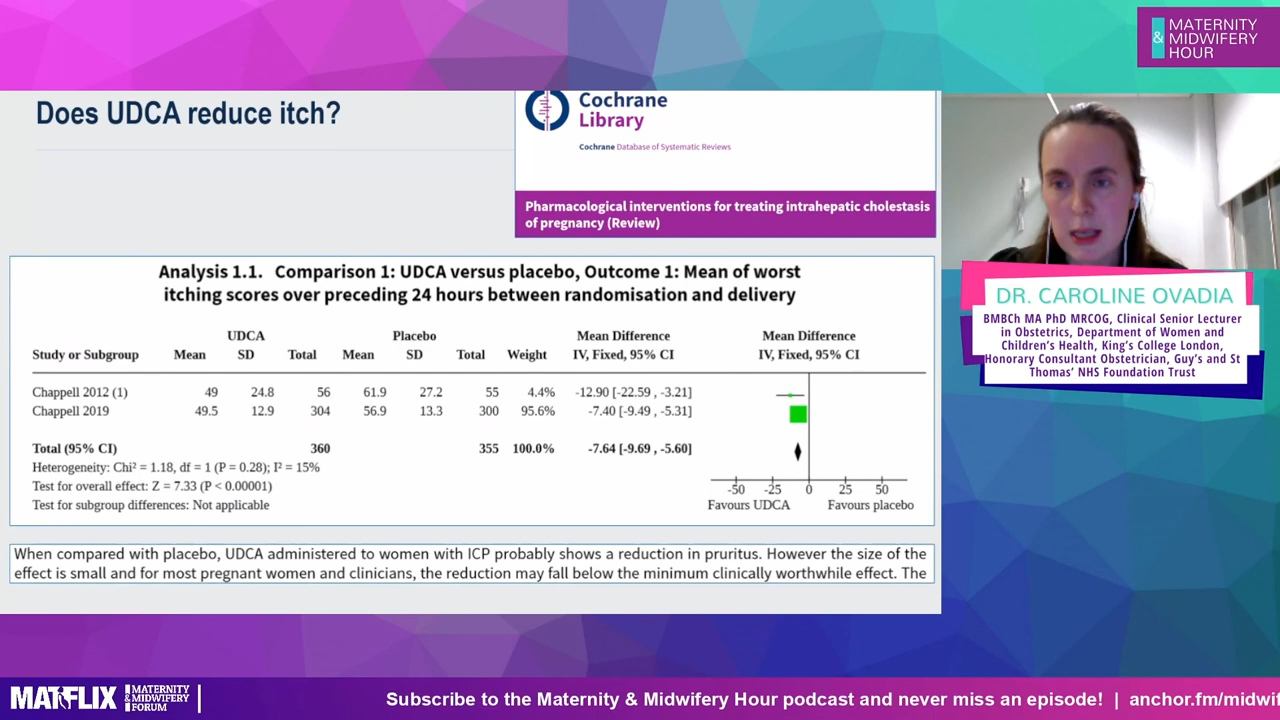 MATERNITY
& MIDWIFERY
HOUR
Does UDCA reduce itch?
Cochrane
Library
Cochrane Database of Systematic Reviews
Pharmacological interventions for treating intrahepatic cholestasis
of pregnancy (Review)
Analysis 1.1. Comparison 1: UDCA versus placebo, Outcome 1: Mean of worst
itching scores over preceding 24 hours between randomisation and delivery
UDCA Placebo Mean Difference Mean Difference
Study or Subgroup Mean SD Total Mean SD Total Weight IV, Fixed, 95% CI IV, Fixed, 95% CI
Chappell 2012 (1) 49 24.8 56 61.9 27.2 55 4.4% -12.90 [-22.59 , -3.21]
Chappell 2019 49.5 12.9 304 56.9 13.3 300 95.6% -7.40 [-9.49 , -5.31]
Total (95% CI) 360 355 100.0% -7.64 [-9.69 , -5.60]
Heterogeneity: Chi² = 1.18, df = 1 (P = 0.28); I² = 15%
Test for overall effect: Z = 7.33 (P < 0.00001)
Test for subgroup differences: Not applicable
-50 -25 0 25 50
Favours UDCA Favours placebo
When compared with placebo, UDCA administered to women with ICP probably shows a reduction in pruritus. However the size of the
effect is small and for most pregnant women and clinicians, the reduction may fall below the minimum clinically worthwhile effect. The
DR. CAROLINE OVADIA
BMBCh MA PhD MRCOG, Clinical Senior Lecturer
in Obstetrics, Department of Women and
Children's Health, King's College London,
Honorary Consultant Obstetrician, Guy's and St
Thomas' NHS Foundation Trust
MATFLIX
MATERNITY
& MIDWIFERY
FORUM
Subscribe to the Maternity & Midwifery Hour podcast and never miss an episode! | anchor.fm/midwif